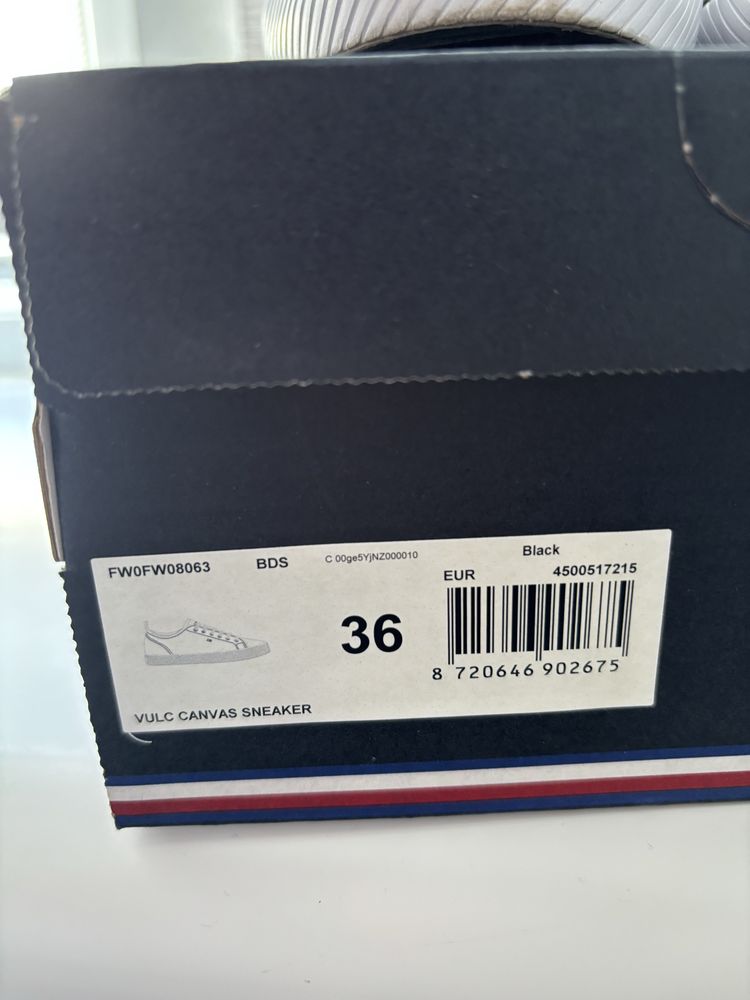 FW0FW08063 BDS C 00ge5YjNZ000010 Black
EUR 4500517215
36
8 720646 902675
VULC CANVAS SNEAKER